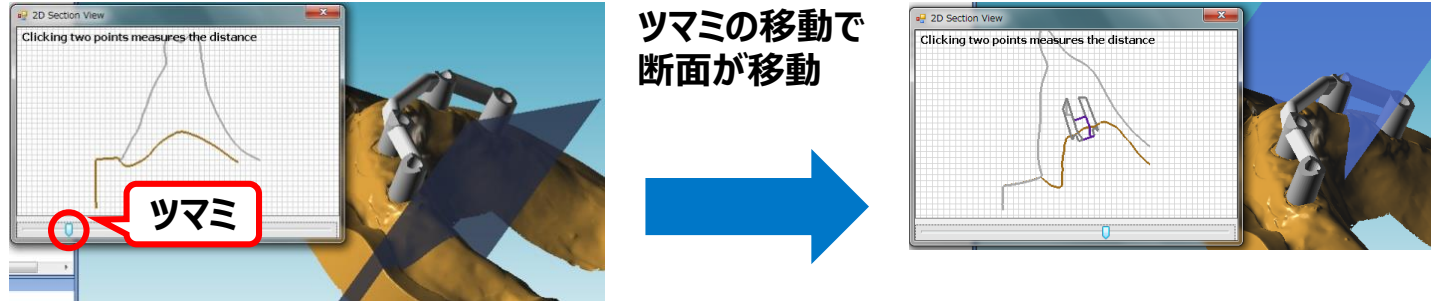 2D Section View
Clicking two points measures the distance
ツマミ
ツマミの移動で
断面が移動
2D Section View
Clicking two points measures the distance